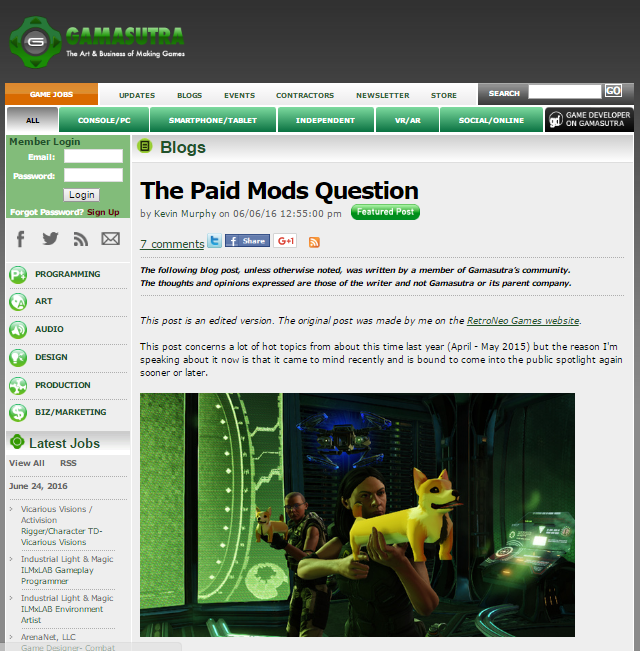 GAMASUTRA
The Art & Business of Making Games
GAME JOBS
UPDATES BLOGS EVENTS CONTRACTORS NEWSLETTER STORE
SEARCH GO
ALL CONSOLE/PC SMARTPHONE/TABLET INDEPENDENT VR/AR SOCIAL/ONLINE GAME DEVELOPER
gd ON GAMASUTRA
Member Login
Email:
Password:
Login
Forgot Password? Sign Up
PROGRAMMING
ART
AUDIO
DESIGN
PRODUCTION
BIZ/MARKETING
Latest Jobs
View All RSS
June 24, 2016
Vicarious Visions /
Activision
Rigger/Character TD-
Vicarious Visions
Industrial Light & Magic
ILMxLAB Gameplay
Programmer
Industrial Light & Magic
ILMxLAB Environment
Artist
ArenaNet, LLC
Game Designer- Combat
Blogs
The Paid Mods Question
by Kevin Murphy on 06/06/16 12:55:00 pm Featured Post
7 comments Share G+1
The following blog post, unless otherwise noted, was written by a member of Gamasutra's community.
The thoughts and opinions expressed are those of the writer and not Gamasutra or its parent company.
This post is an edited version. The original post was made by me on the RetroNeo Games website.
This post concerns a lot of hot topics from about this time last year (April - May 2015) but the reason I'm
speaking about it now is that it came to mind recently and is bound to come into the public spotlight again
sooner or later.